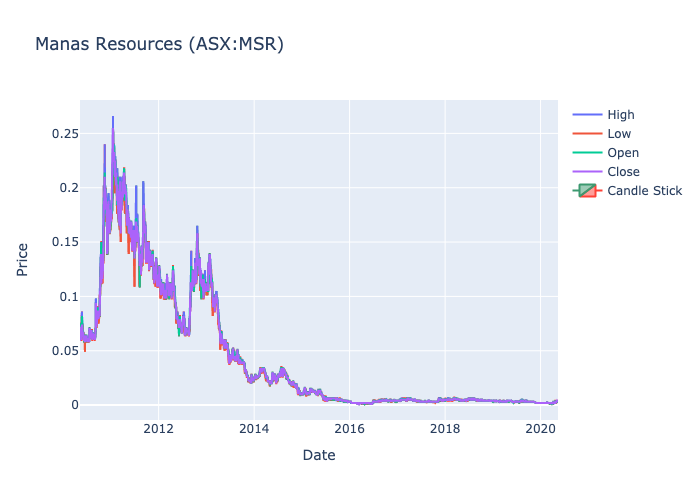 Manas Resources (ASX:MSR)
Price
0.25
0.2
0.15
0.1
0.05
0
2012
2014
2016
2018
2020
Date
High
Low
Open
Close
Candle Stick